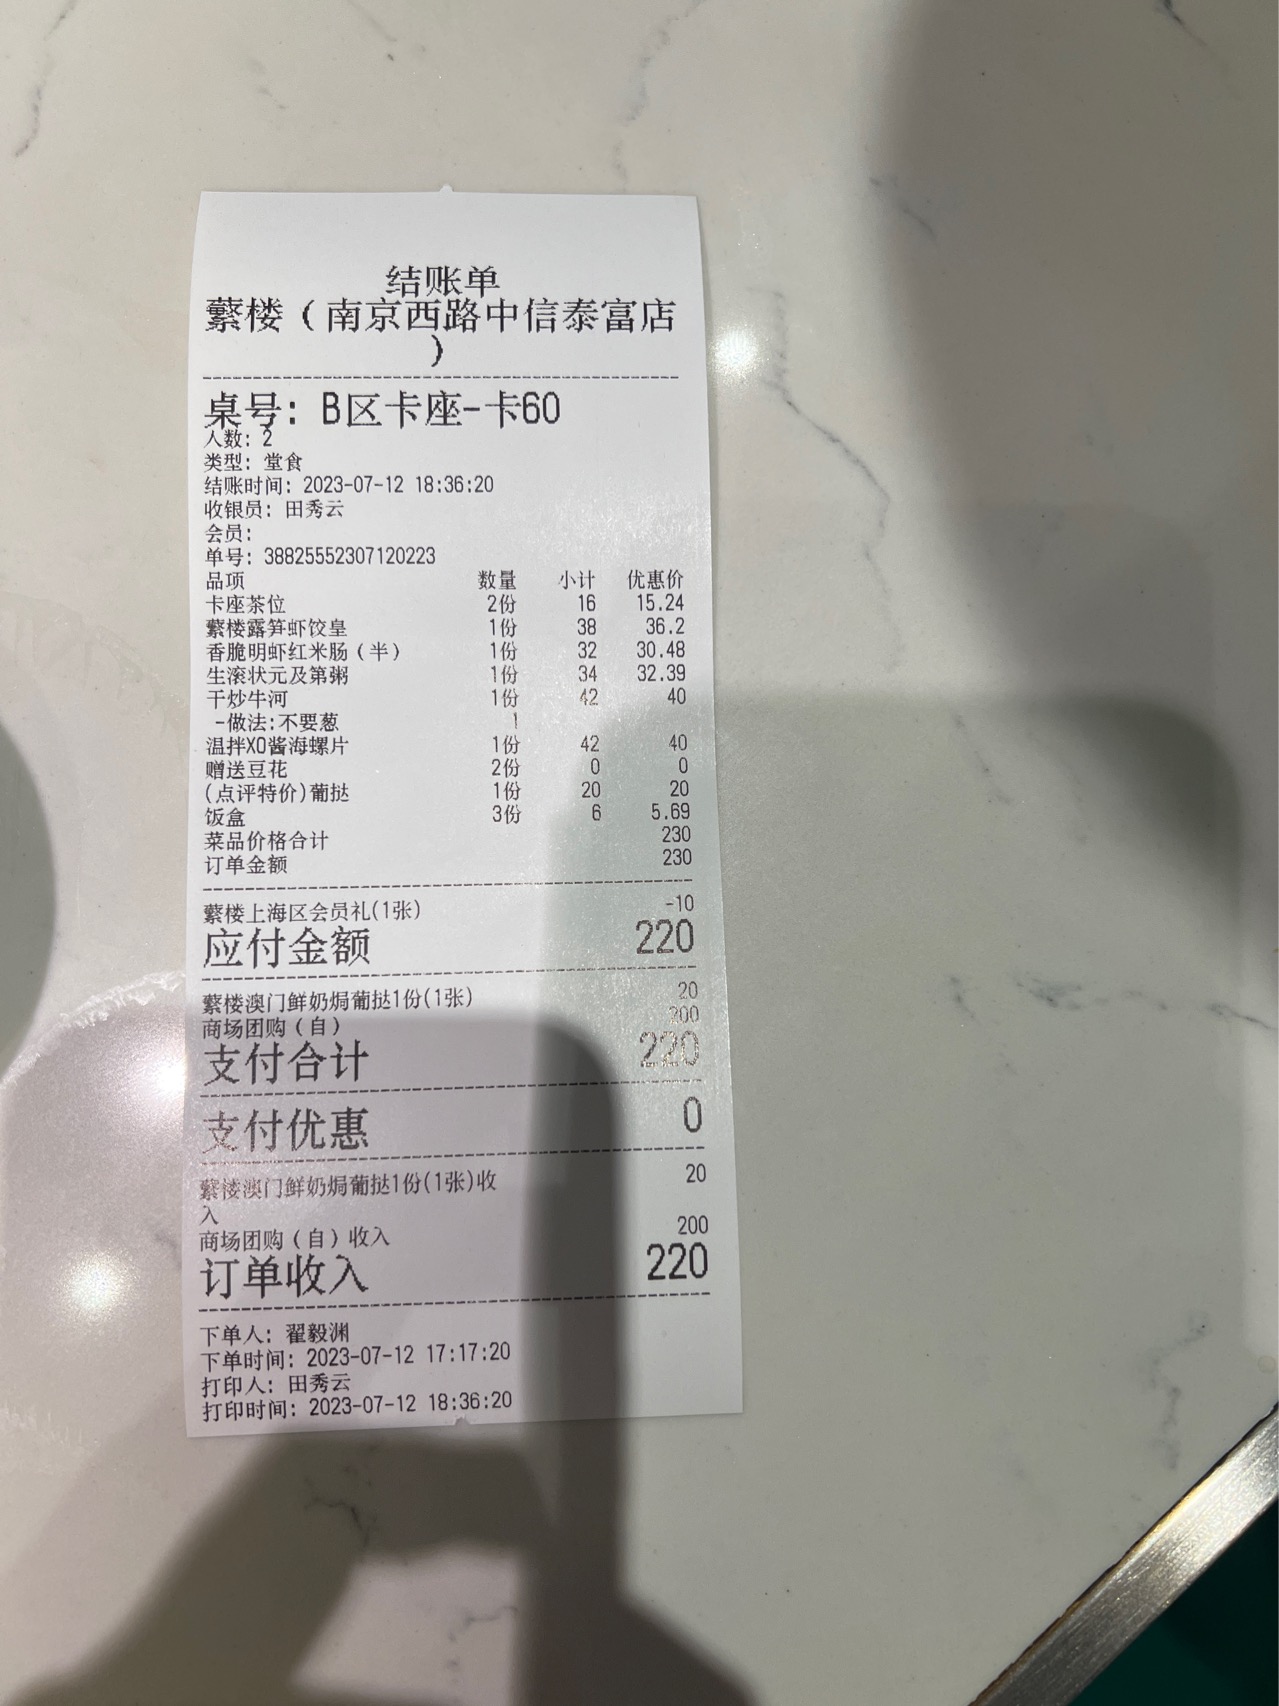 结账单
蘩楼（南京西路中信泰富店
）
桌号：B区卡座-卡60
人数：2
类型：堂食
结账时间：2023-07-12 18:36:20
收银员：田秀云
会员：
单号：38825552307120223
品项 数量 小计 优惠价
卡座茶位 2份 16 15.24
蘩楼露笋虾饺皇 1份 38 36.2
香脆明虾红米肠（半） 1份 32 30.48
生滚状元及第粥 1份 34 32.39
干炒牛河 1份 42 40
-做法:不要葱 1
温拌XO酱海螺片 1份 42 40
赠送豆花 2份 0 0
(点评特价)葡挞 1份 20 20
饭盒 3份 6 5.69
菜品价格合计 230
订单金额 230
蘩楼上海区会员礼(1张) -10
应付金额 220
蘩楼澳门鲜奶焗葡挞1份(1张) 20
商场团购（自） 200
支付合计 220
支付优惠 0
蘩楼澳门鲜奶焗葡挞1份(1张)收 20
入
商场团购（自）收入 200
订单收入 220
下单人：翟毅渊
下单时间：2023-07-12 17:17:20
打印人：田秀云
打印时间：2023-07-12 18:36:20